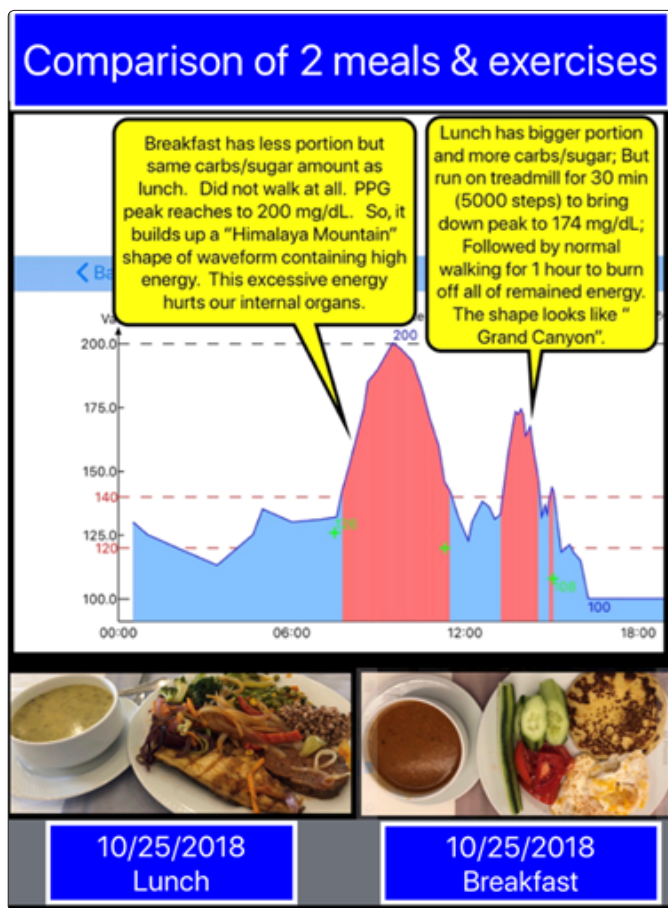 Comparison of 2 meals & exercises
Breakfast has less portion but
same carbs/sugar amount as
lunch. Did not walk at all. PPG
peak reaches to 200 mg/dL. So, it
builds up a "Himalaya Mountain"
shape of waveform containing high
energy. This excessive energy
hurts our internal organs.
Lunch has bigger portion
and more carbs/sugar; But
run on treadmill for 30 min
(5000 steps) to bring
down peak to 174 mg/dL;
Followed by normal
walking for 1 hour to burn
off all of remained energy.
The shape looks like "
Grand Canyon".
200
200.0
175.0
150.0
140
125.0
120
100.0
108
100
00:00 06:00 12:00 18:00
10/25/2018
Lunch
10/25/2018
Breakfast